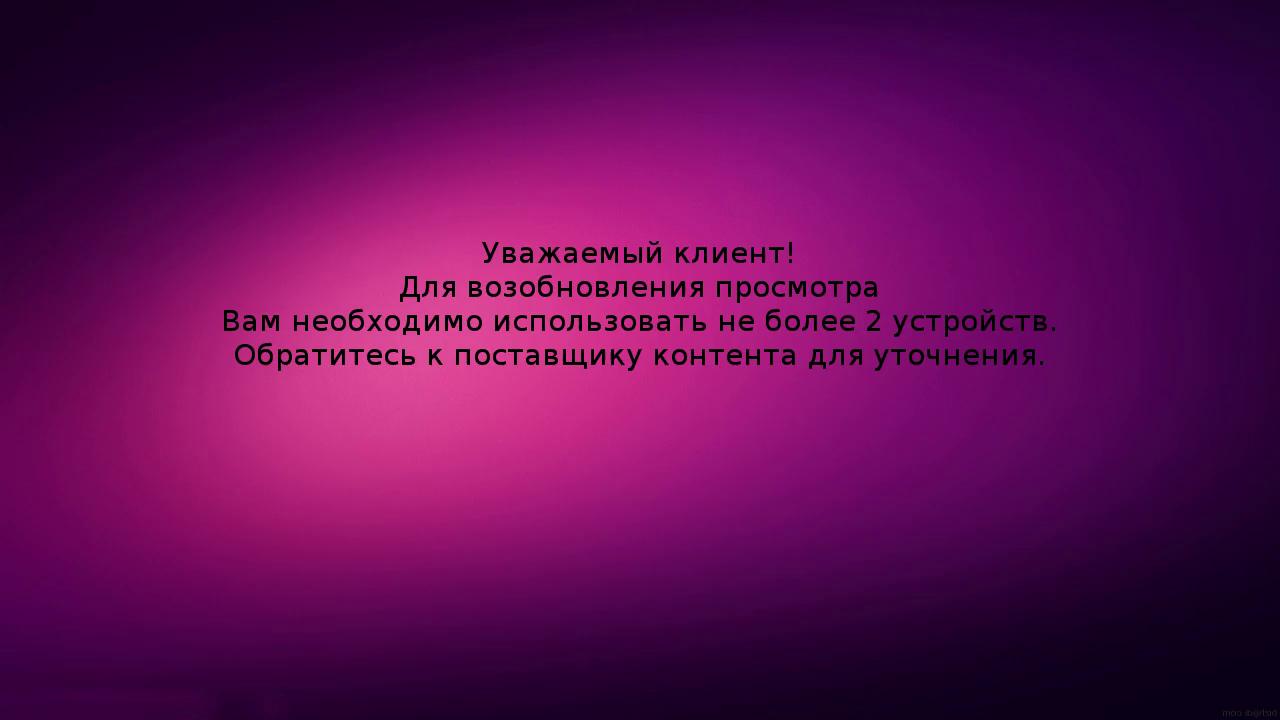 Уважаемый клиент!
Для возобновления просмотра
Вам необходимо использовать не более 2 устройств.
Обратитесь к поставщику контента для уточнения.